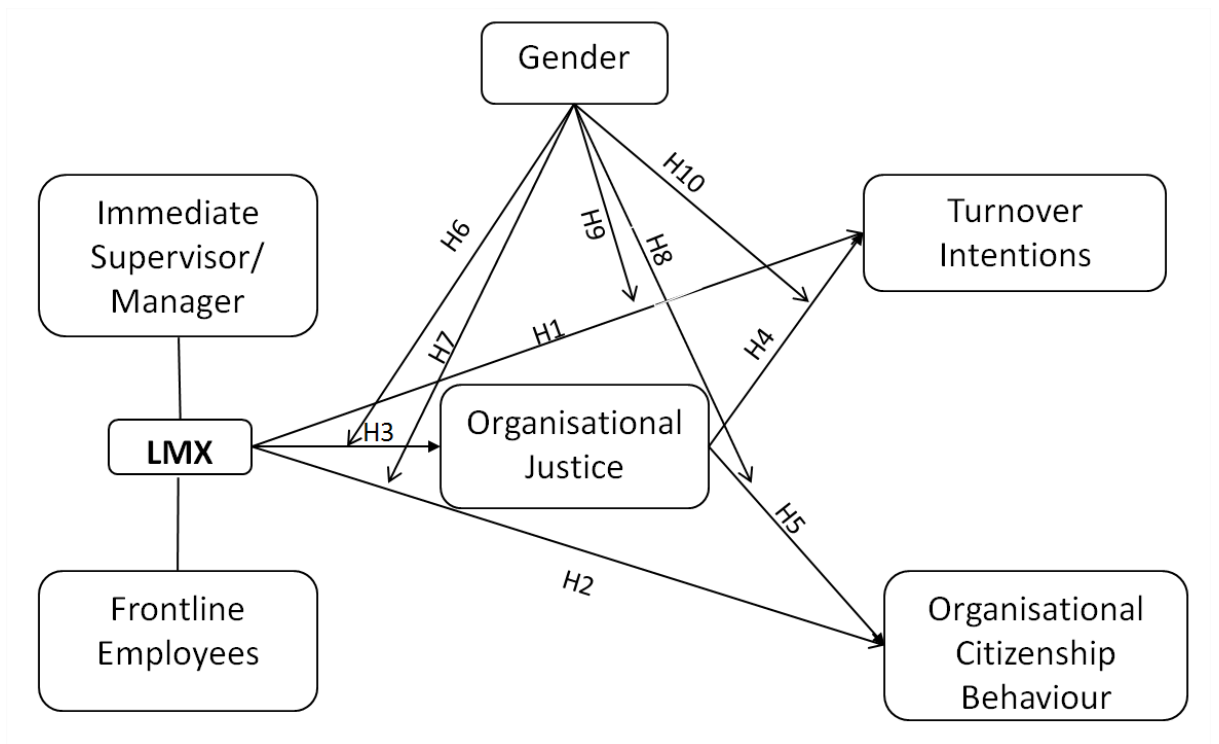 Gender
H10
Immediate
Supervisor/
Manager
Turnover
Intentions
H6
H9
H8
H7
H1
H4
LMX
H3
Organisational
Justice
H5
H2
Frontline
Employees
Organisational
Citizenship
Behaviour